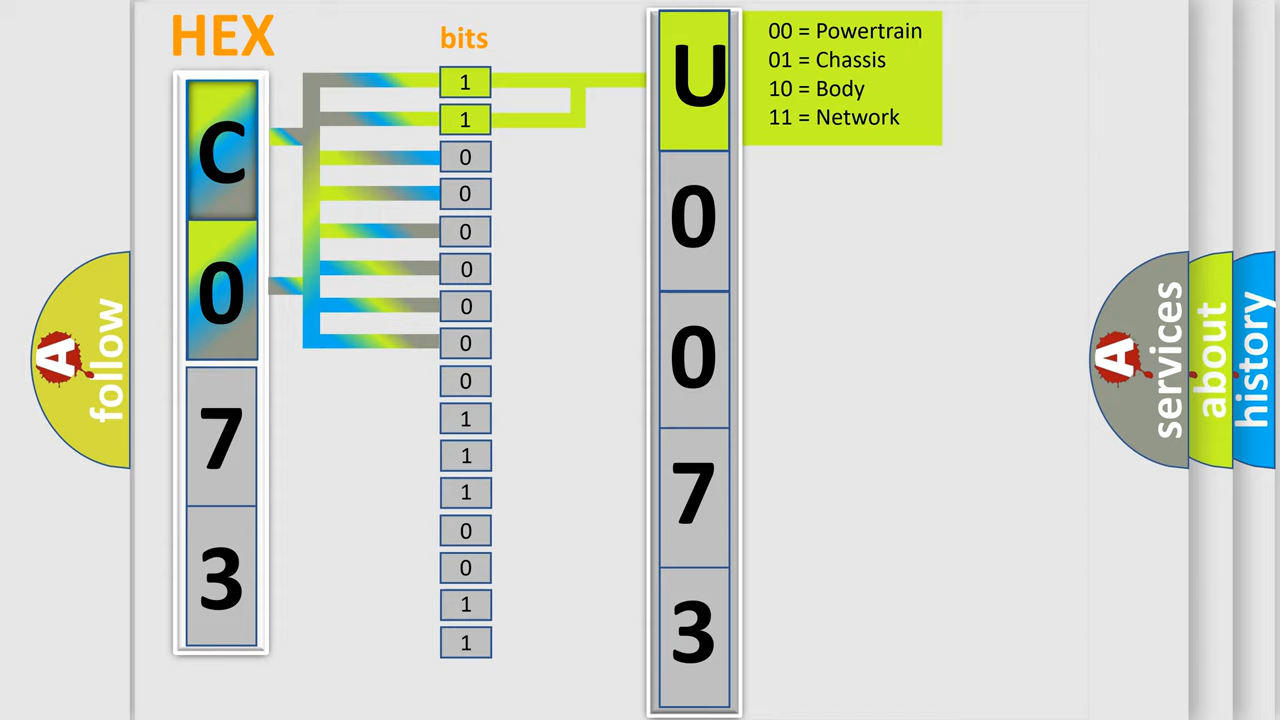 HEX
bits
C
0
7
3
1
1
0
0
0
0
0
0
0
1
1
1
0
0
1
1
U
0
0
7
3
00 = Powertrain
01 = Chassis
10 = Body
11 = Network
A
follow
A
services
about
history